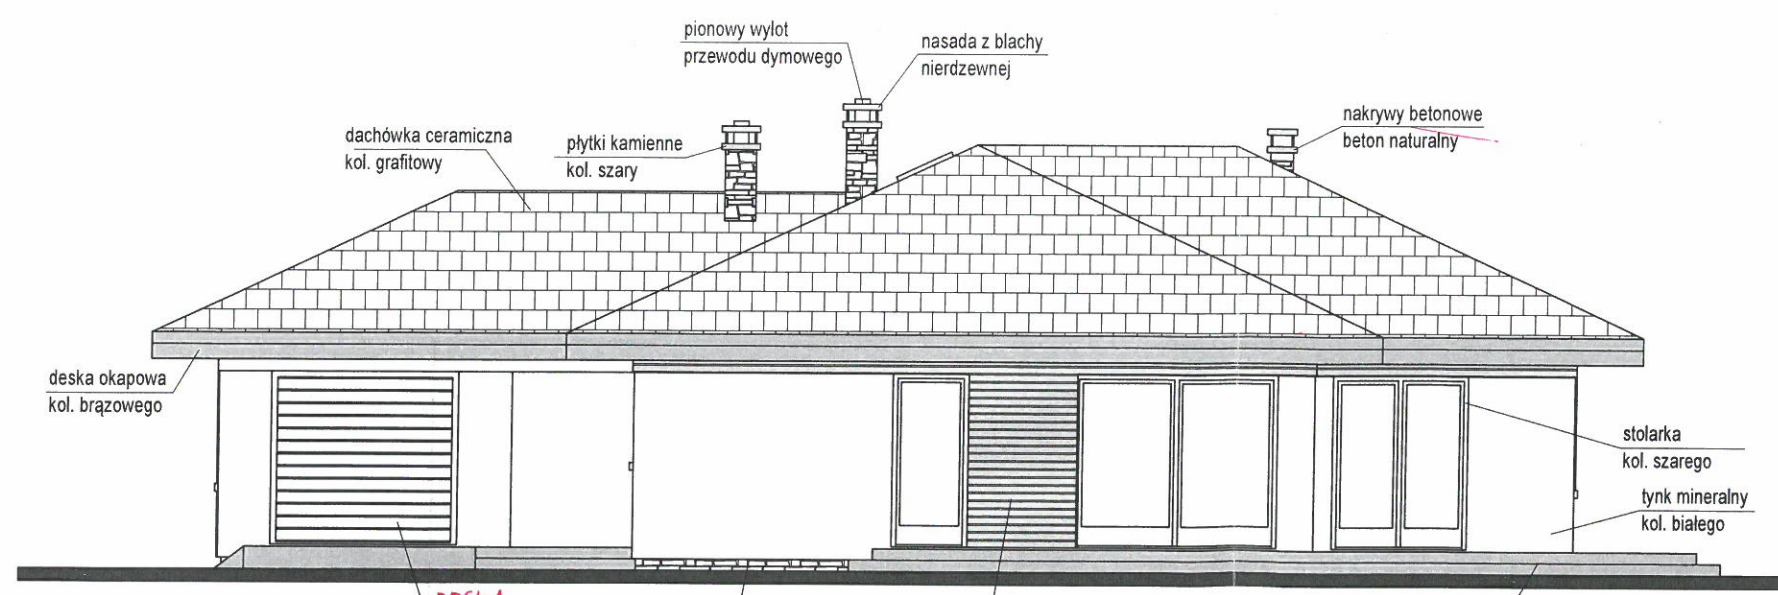 pionowy wylot
przewodu dymowego
nasada z blachy
nierdzewnej
nakrywy betonowe
beton naturalny
dachówka ceramiczna
kol. grafitowy
płytki kamienne
kol. szary
deska okapowa
kol. brązowego
stolarka
kol. szarego
tynk mineralny
kol. białego